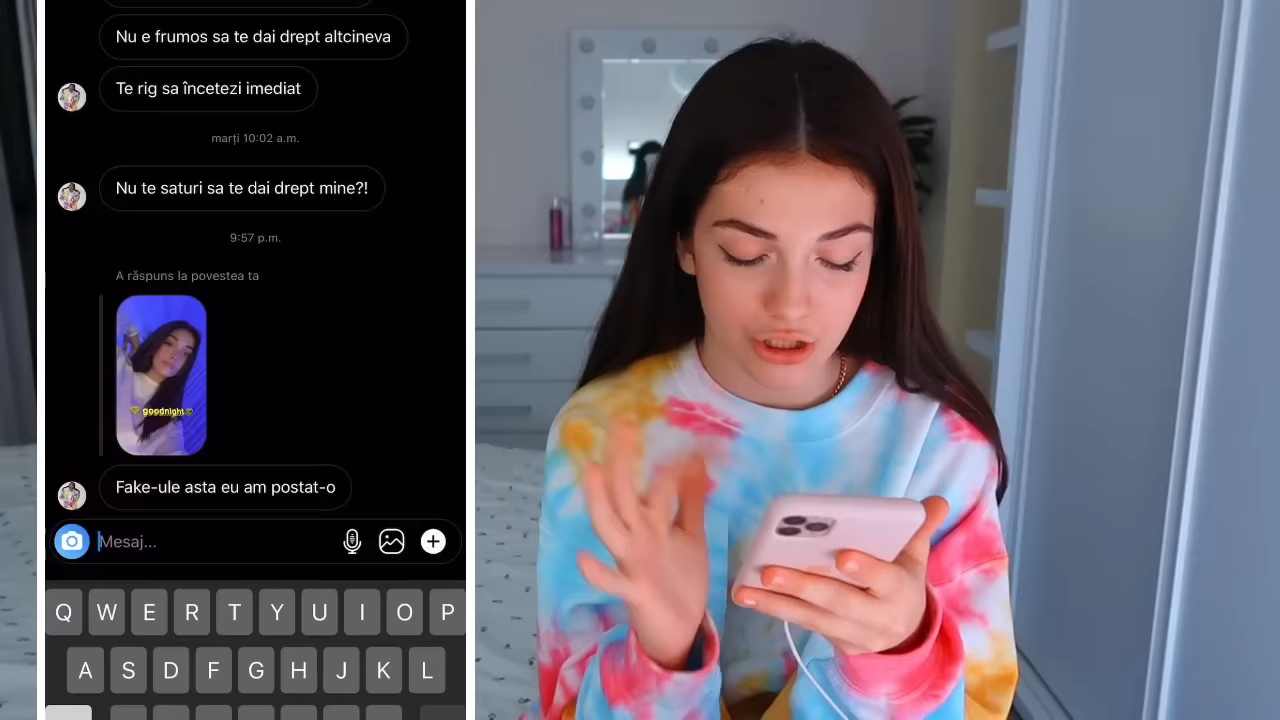 Nu e frumos sa te dai drept altcineva
Te rig sa încetezi imediat
marți 10:02 a.m.
Nu te saturi sa te dai drept mine?!
9:57 p.m.
A răspuns la povestea ta
goodnight
Fake-ule asta eu am postat-o
Mesaj...
Q W E R T Y U I O P
A S D F G H J K L